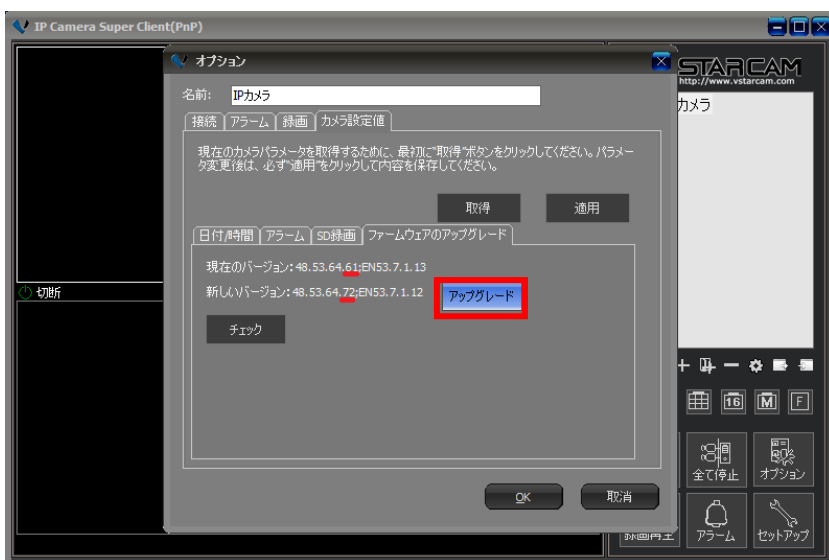 IP Camera Super Client(PnP)
オプション
STARCAM
http://www.vstarcam.com
名前: IPカメラ
カメラ
接続 アラーム 録画 カメラ設定値
現在のカメラパラメータを取得するために、最初に"取得"ボタンをクリックしてください。パラメー
タ変更後は、必ず"適用"をクリックして内容を保存してください。
取得 適用
日付/時間 アラーム SD録画 ファームウェアのアップグレード
現在のバージョン:48.53.64.61;EN53.7.1.13
新しいバージョン:48.53.64.72;EN53.7.1.12 アップグレード
切断
チェック
16 M F
全て停止 オプション
OK 取消
録画再生 アラーム セットアップ